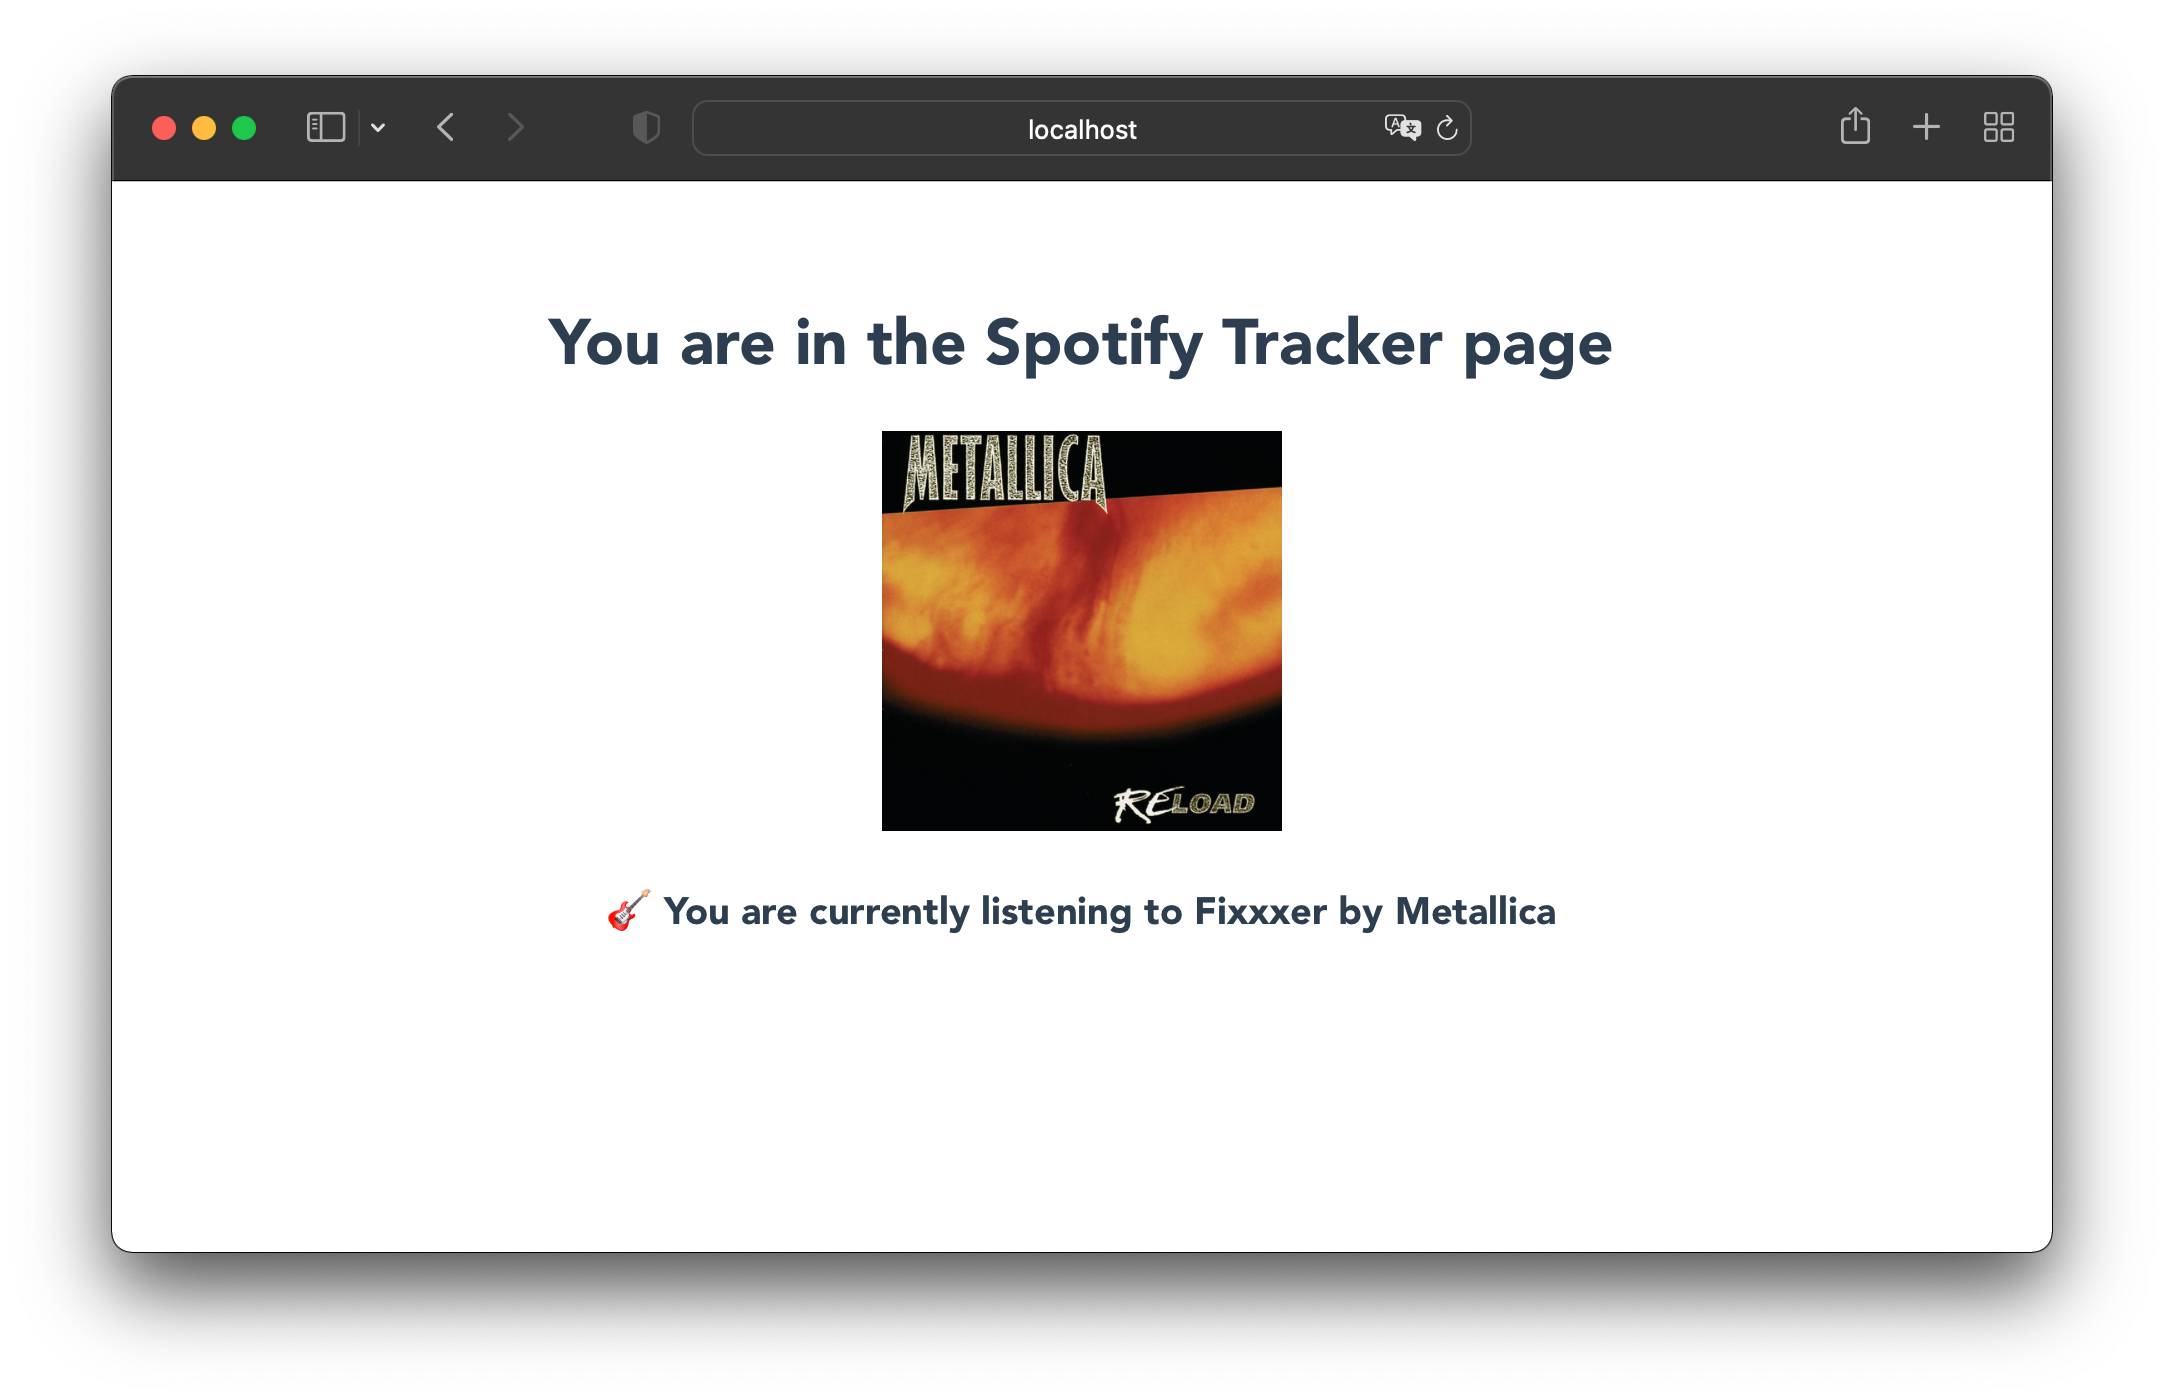 localhost
You are in the Spotify Tracker page
METALLICA
RELOAD
🎸 You are currently listening to Fixxxer by Metallica